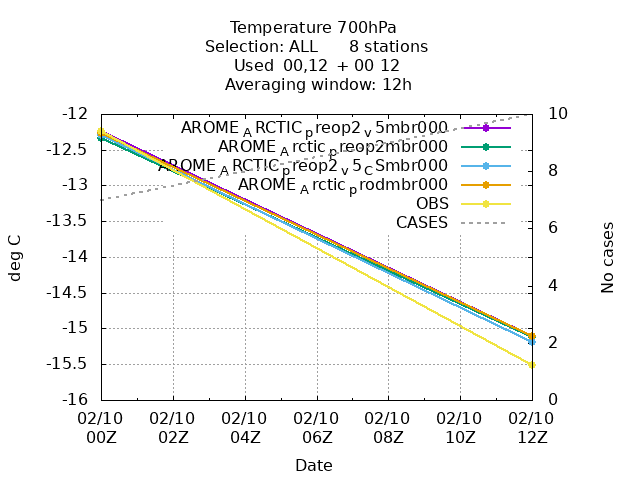 Temperature 700hPa
Selection: ALL      8 stations
Used  00,12  + 00 12
Averaging window: 12h
-12
-12.5
-13
-13.5
-14
-14.5
-15
-15.5
-16
deg C
10
8
6
4
2
0
No cases
AROME_ARCTIC_preop2_v5mbr000
AROME_Arctic_preop2mbr000
AROME_ARCTIC_preop2_v5_CSmbr000
AROME_Arctic_prodmbr000
OBS
CASES
02/10 02/10 02/10 02/10 02/10 02/10 02/10
00Z 02Z 04Z 06Z 08Z 10Z 12Z
Date